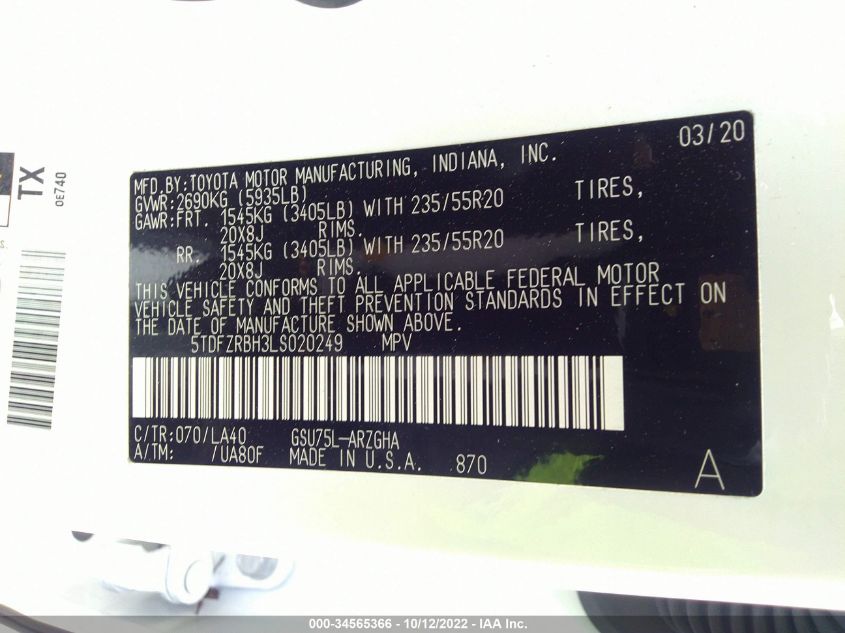 03/20
MFD.BY:TOYOTA MOTOR MANUFACTURING, INDIANA, INC.
GVWR:2690KG (5935LB)
GAWR:FRT. 1545KG (3405LB) WITH 235/55R20 TIRES,
20X8J RIMS.
RR. 1545KG (3405LB) WITH 235/55R20 TIRES,
20X8J RIMS.
THIS VEHICLE CONFORMS TO ALL APPLICABLE FEDERAL MOTOR
VEHICLE SAFETY AND THEFT PREVENTION STANDARDS IN EFFECT ON
THE DATE OF MANUFACTURE SHOWN ABOVE.
5TDFZRBH3LS020249 MPV
C/TR:070/LA40 GSU75L-ARZGHA
A/TM: /UA80F MADE IN U.S.A. 870
A
TX
OE740
000-34565366 - 10/12/2022 - IAA Inc.